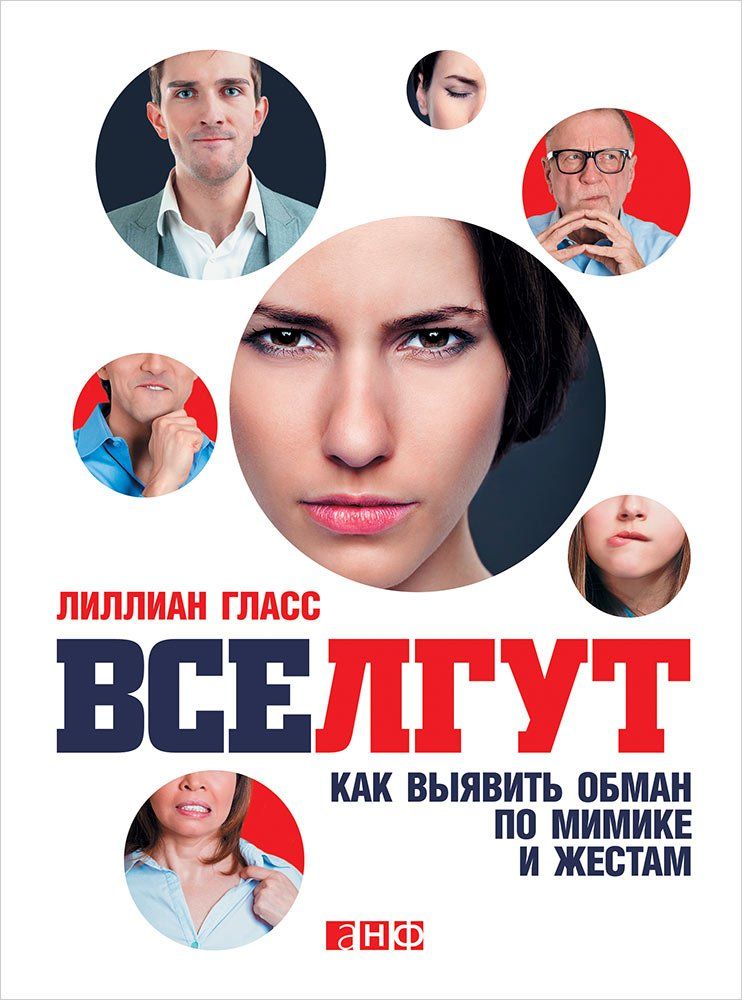 ЛИЛЛИАН ГЛАСС
ВСЕЛГУТ
КАК ВЫЯВИТЬ ОБМАН
ПО МИМИКЕ
И ЖЕСТАМ
анф